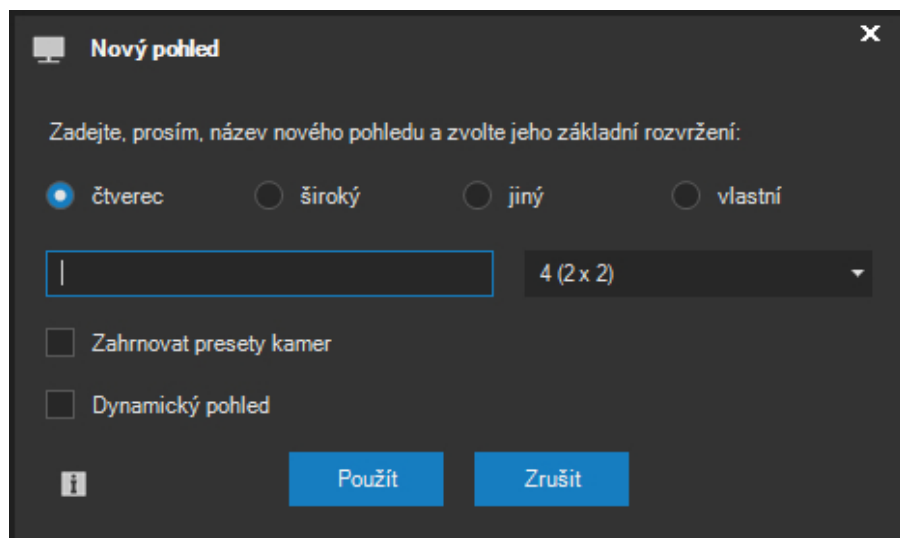 Nový pohled
Zadejte, prosím, název nového pohledu a zvolte jeho základní rozvržení:
čtverec široký jiný vlastní
4 (2 x 2)
Zahrnovat presety kamer
Dynamický pohled
Použít Zrušit